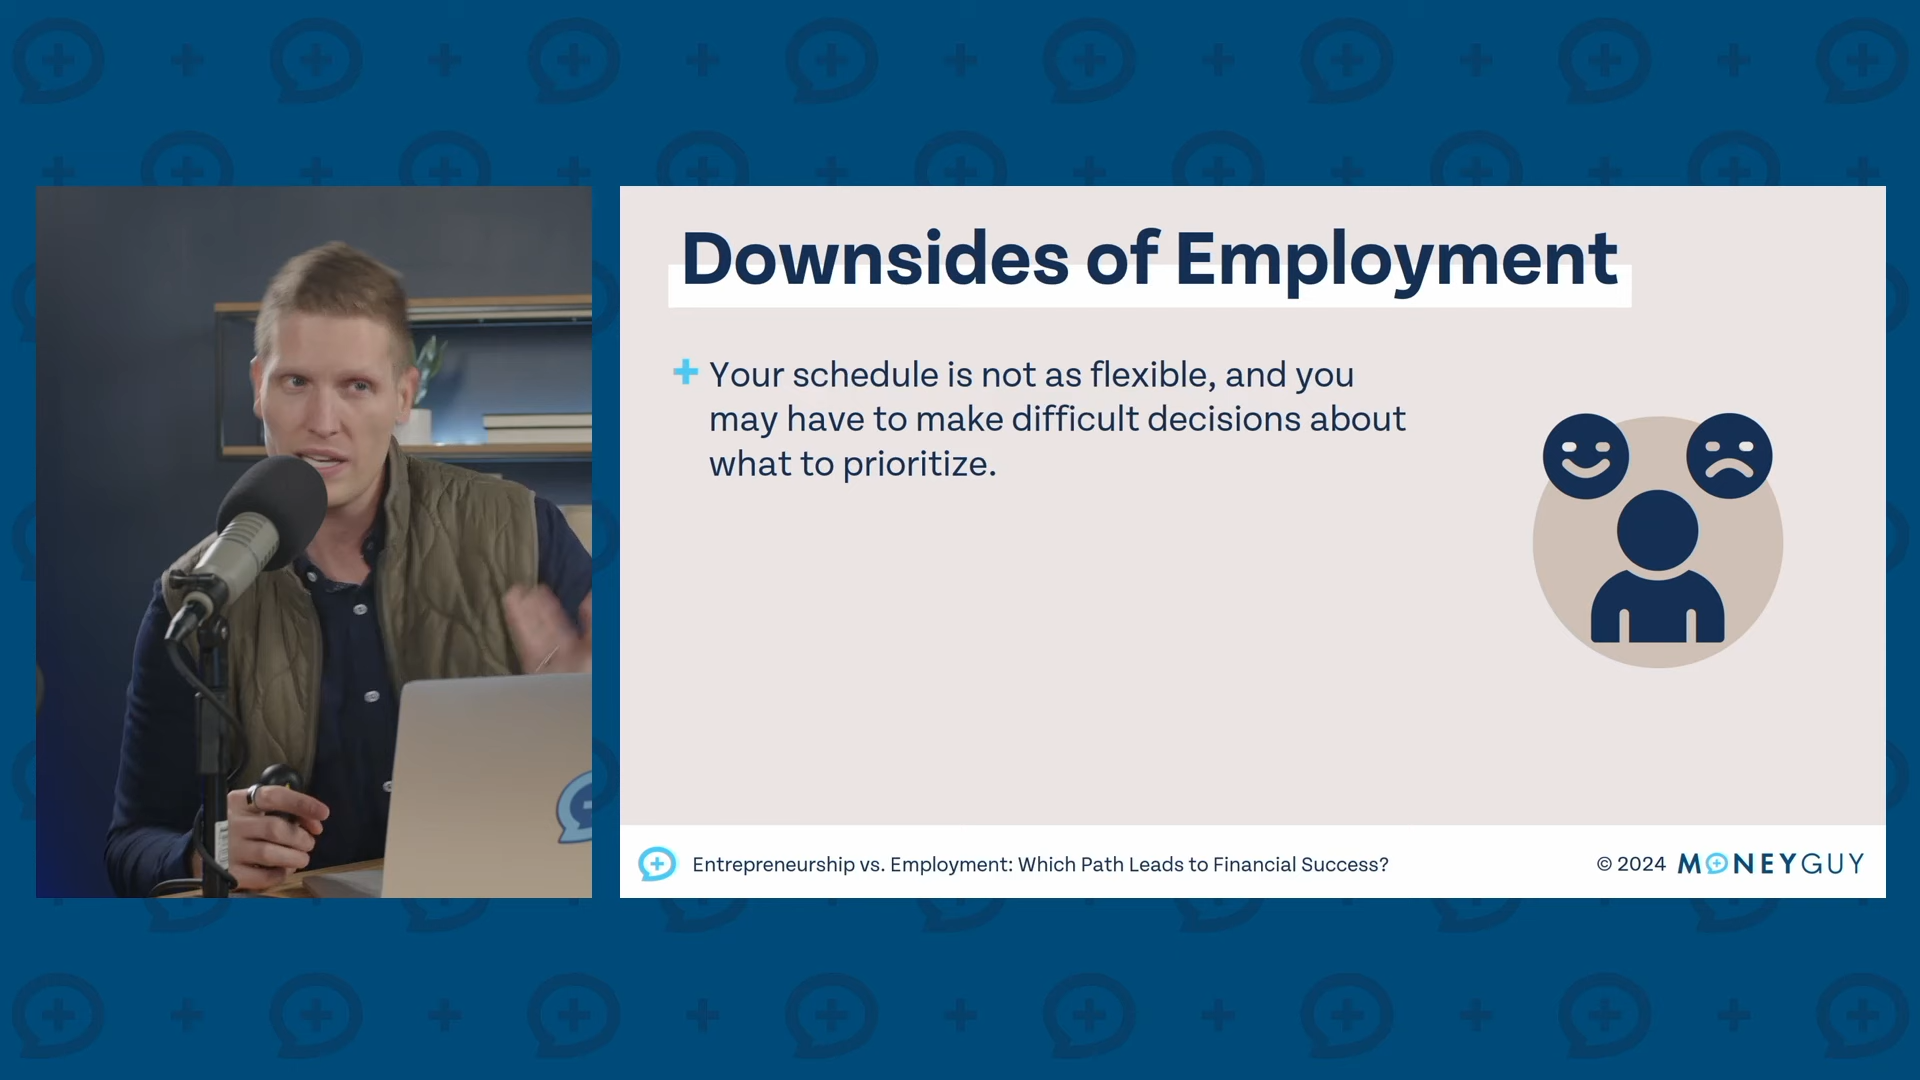 Downsides of Employment
Your schedule is not as flexible, and you
may have to make difficult decisions about
what to prioritize.
Entrepreneurship vs. Employment: Which Path Leads to Financial Success?
© 2024 MONEYGUY